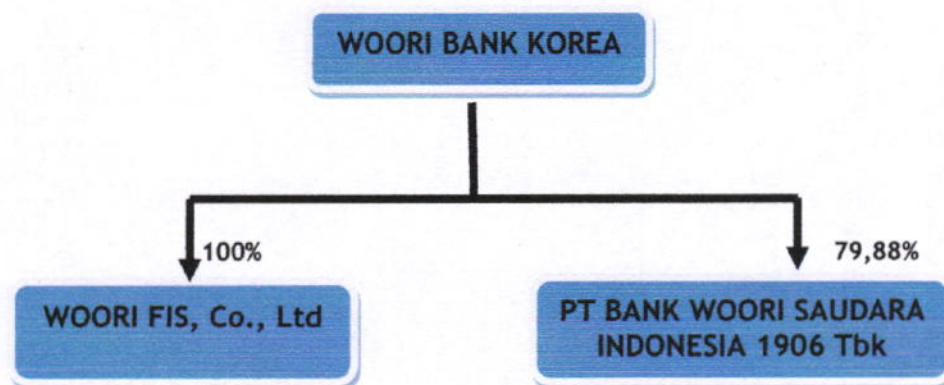 WOORI BANK KOREA
100%
79,88%
WOORI FIS, Co., Ltd
PT BANK WOORI SAUDARA
INDONESIA 1906 Tbk